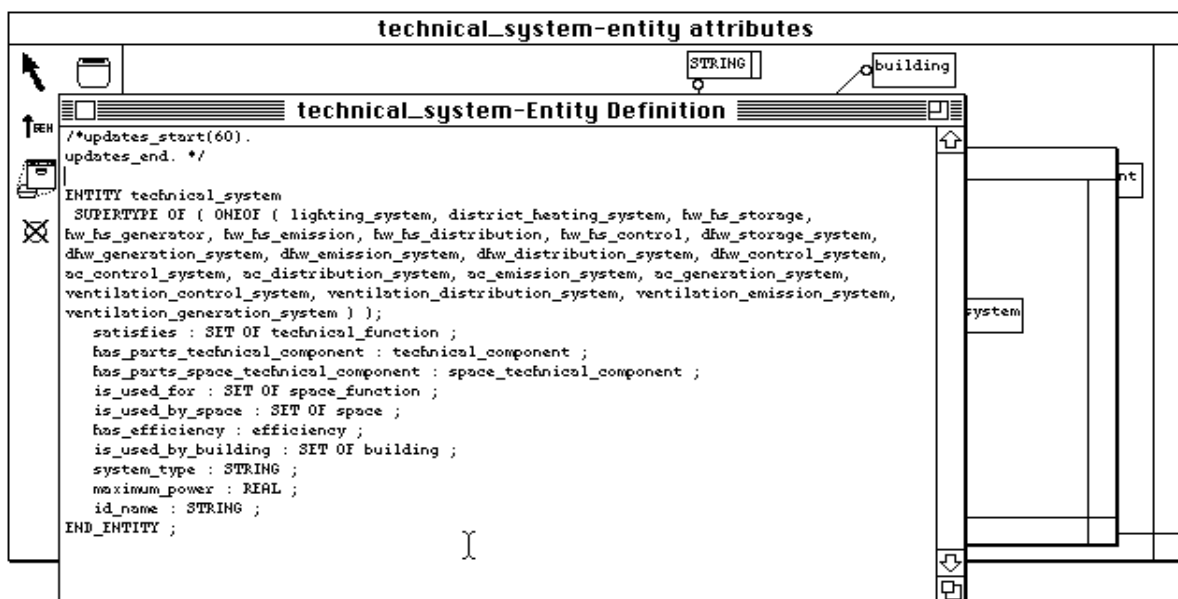 technical_system-entity attributes
STRING
building
technical_system-Entity Definition
GEN
/*updates_start(60).
updates_end. */
nt
ENTITY technical_system
SUPERTYPE OF ( ONEOF ( lighting_system, district_heating_system, hw_hs_storage,
hw_hs_generator, hw_hs_emission, hw_hs_distribution, hw_hs_control, dhw_storage_system,
dhw_generation_system, dhw_emission_system, dhw_distribution_system, dhw_control_system,
ac_control_system, ac_distribution_system, ac_emission_system, ac_generation_system,
ventilation_control_system, ventilation_distribution_system, ventilation_emission_system,
ventilation_generation_system ) );
system
satisfies : SET OF technical_function ;
has_parts_technical_component : technical_component ;
has_parts_space_technical_component : space_technical_component ;
is_used_for : SET OF space_function ;
is_used_by_space : SET OF space ;
has_efficiency : efficiency ;
is_used_by_building : SET OF building ;
system_type : STRING ;
maximum_power : REAL ;
id_name : STRING ;
END_ENTITY ;